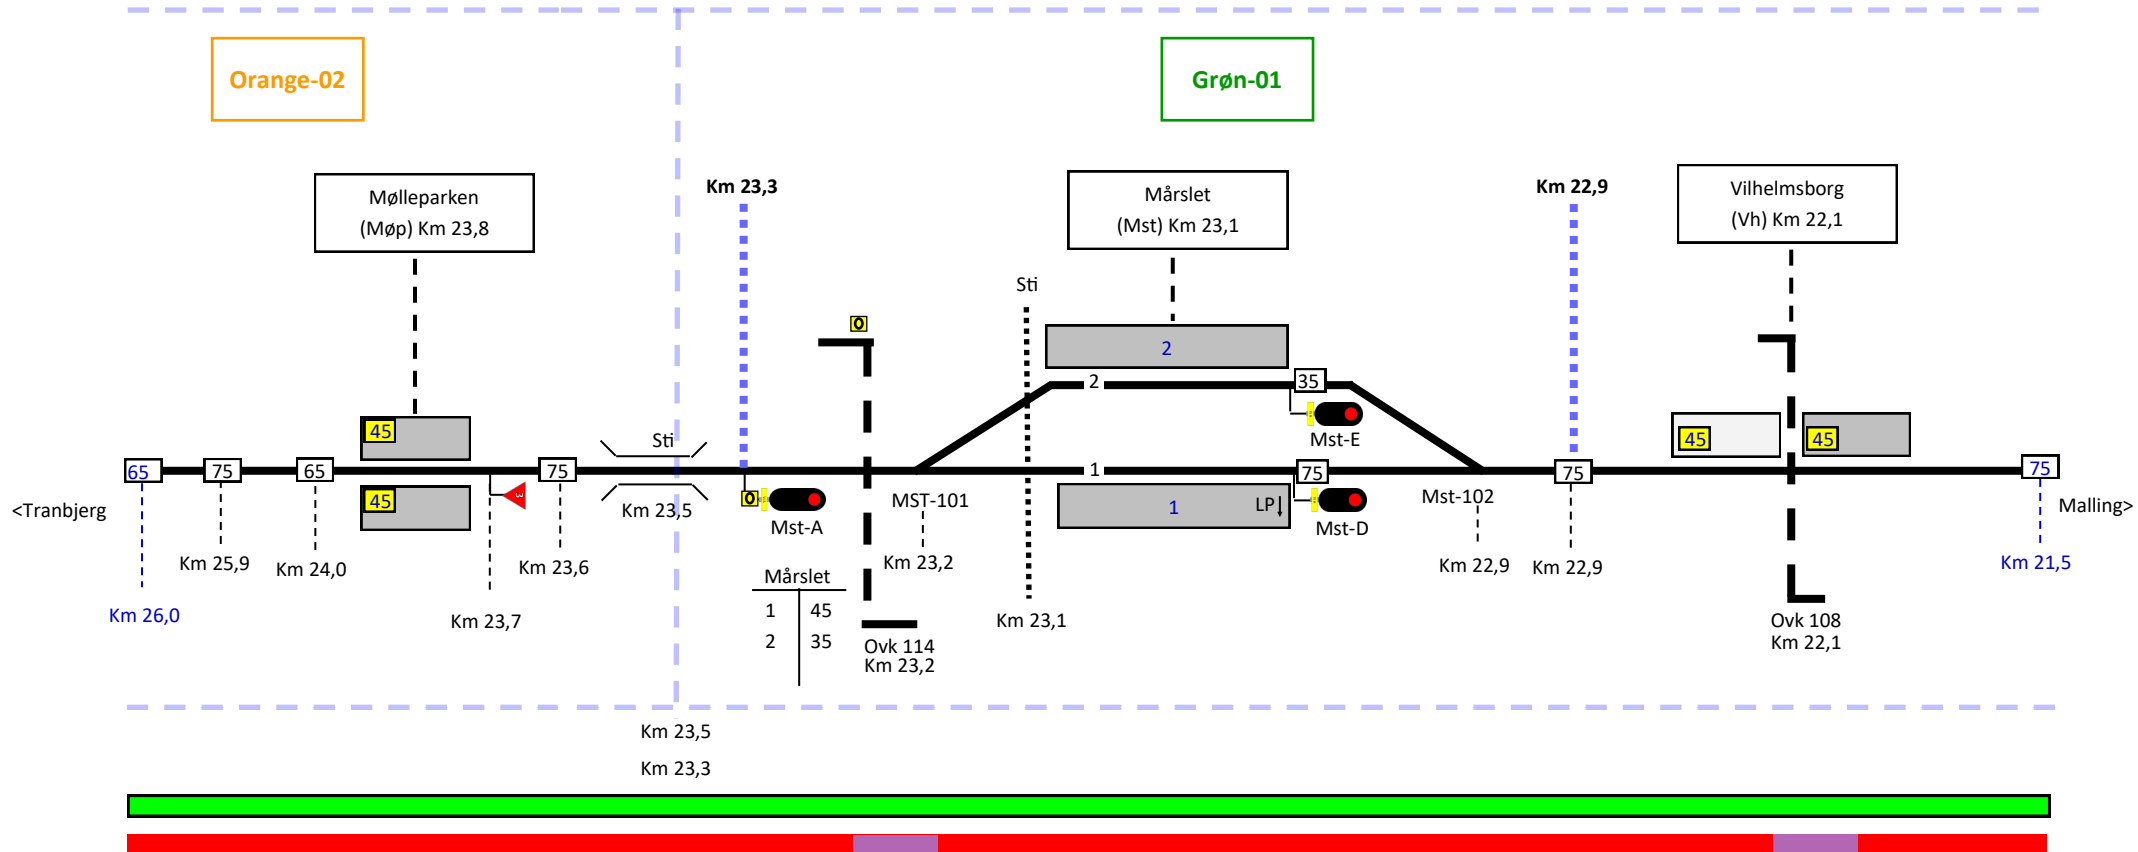 Orange-02
Grøn-01
Mølleparken
(Møp) Km 23,8
Km 23,3
Mårslet
(Mst) Km 23,1
Km 22,9
Vilhelmsborg
(Vh) Km 22,1
Sti
0
2
2
35
Mst-E
45
Sti
45
45
65
75
65
75
1
75
75
75
<Tranbjerg
45
3
Km 23,5
0
Mst-A
MST-101
1
LP↓
Mst-D
Mst-102
Malling>
Km 26,0
Km 25,9
Km 24,0
Km 23,7
Km 23,6
Km 23,2
Km 23,1
Km 22,9
Km 22,9
Km 21,5
Mårslet
1 45
2 35
Ovk 114
Km 23,2
Ovk 108
Km 22,1
Km 23,5
Km 23,3